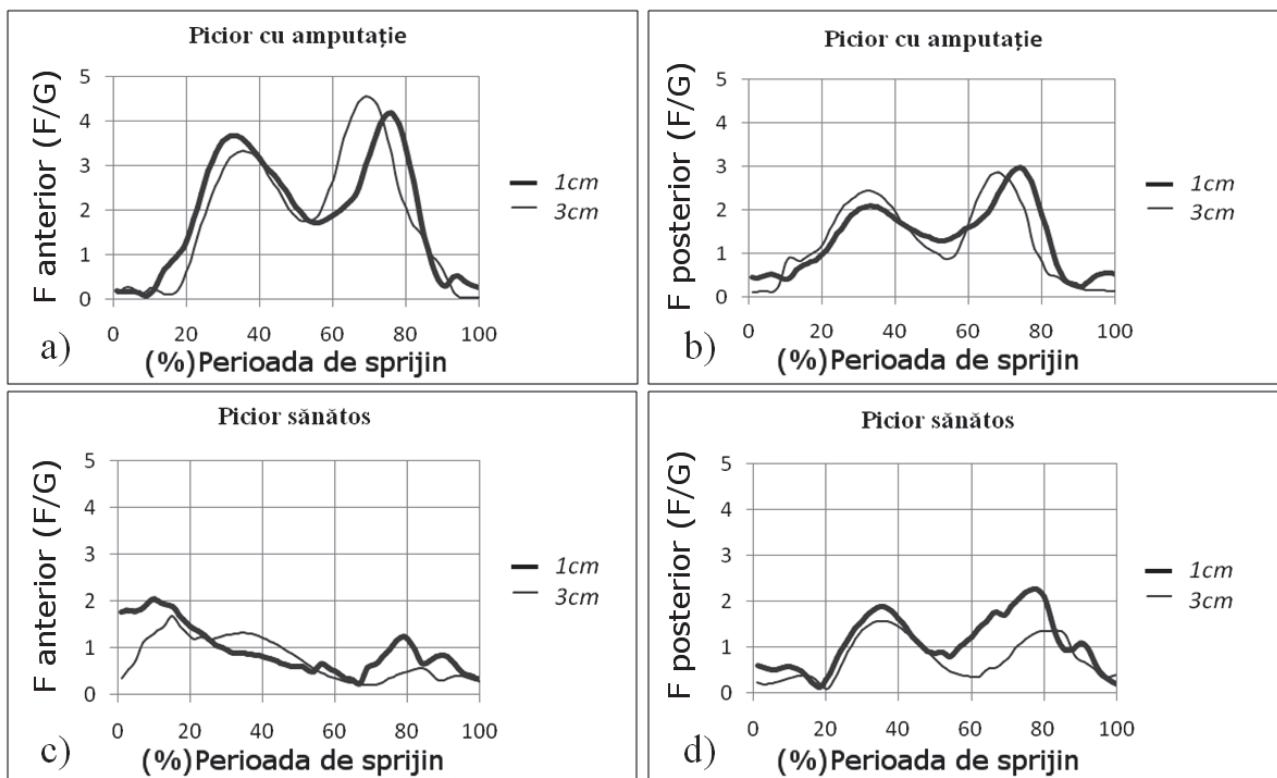 Picior cu amputație
F anterior (F/G)
5
4
3
2
1
0
0 20 40 60 80 100
(%)Perioada de sprijin
1cm
3cm
a)
Picior cu amputație
F posterior (F/G)
5
4
3
2
1
0
0 20 40 60 80 100
(%)Perioada de sprijin
1cm
3cm
b)
Picior sănătos
F anterior (F/G)
5
4
3
2
1
0
0 20 40 60 80 100
(%)Perioada de sprijin
1cm
3cm
c)
Picior sănătos
F posterior (F/G)
5
4
3
2
1
0
0 20 40 60 80 100
(%)Perioada de sprijin
1cm
3cm
d)